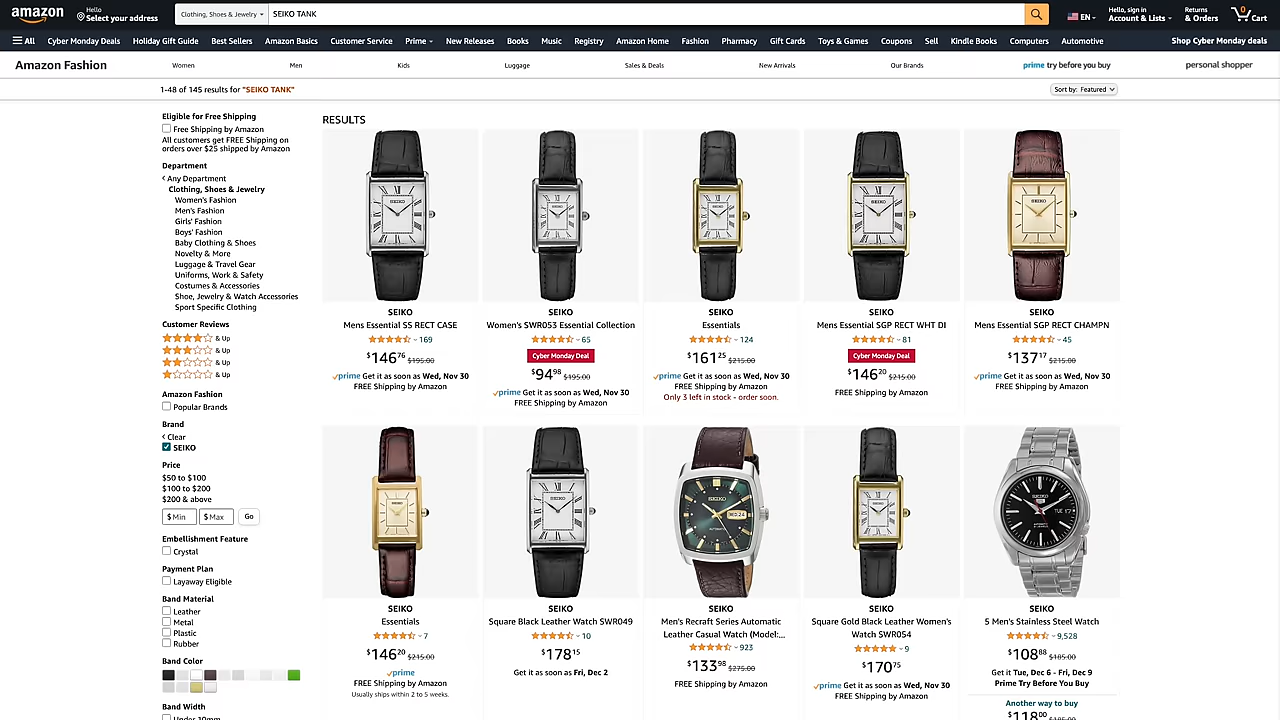 amazon
Hello
Select your address
Clothing, Shoes & Jewelry
SEIKO TANK
EN
Hello, sign in
Account & Lists
Returns
& Orders
0
Cart
All
Cyber Monday Deals
Holiday Gift Guide
Best Sellers
Amazon Basics
Customer Service
Prime
New Releases
Books
Music
Registry
Amazon Home
Fashion
Pharmacy
Gift Cards
Toys & Games
Coupons
Sell
Kindle Books
Computers
Automotive
Shop Cyber Monday deals
Amazon Fashion
Women
Men
Kids
Luggage
Sales & Deals
New Arrivals
Our Brands
prime try before you buy
personal shopper
1-48 of 145 results for "SEIKO TANK"
Sort by: Featured
Eligible for Free Shipping
Free Shipping by Amazon
All customers get FREE Shipping on
orders over $25 shipped by Amazon
Department
Any Department
Clothing, Shoes & Jewelry
Women's Fashion
Men's Fashion
Girls' Fashion
Boys' Fashion
Baby Clothing & Shoes
Novelty & More
Luggage & Travel Gear
Uniforms, Work & Safety
Costumes & Accessories
Shoe, Jewelry & Watch Accessories
Sport Specific Clothing
Customer Reviews
& Up
& Up
& Up
& Up
Amazon Fashion
Popular Brands
Brand
Clear
SEIKO
Price
$50 to $100
$100 to $200
$200 & above
$ Min
$ Max
Go
Embellishment Feature
Crystal
Payment Plan
Layaway Eligible
Band Material
Leather
Metal
Plastic
Rubber
Band Color
Band Width
Under 10mm
RESULTS
SEIKO
Mens Essential SS RECT CASE
169
$146.76 $195.00
prime Get it as soon as Wed, Nov 30
FREE Shipping by Amazon
SEIKO
Women's SWR053 Essential Collection
65
Cyber Monday Deal
$94.98 $195.00
prime Get it as soon as Wed, Nov 30
FREE Shipping by Amazon
SEIKO
Essentials
124
$161.25 $215.00
prime Get it as soon as Wed, Nov 30
FREE Shipping by Amazon
Only 3 left in stock - order soon.
SEIKO
Mens Essential SGP RECT WHT DI
81
Cyber Monday Deal
$146.20 $215.00
FREE Shipping by Amazon
SEIKO
Mens Essential SGP RECT CHAMPN
45
$137.17 $215.00
prime Get it as soon as Wed, Nov 30
FREE Shipping by Amazon
SEIKO
Essentials
7
$146.20 $215.00
prime
FREE Shipping by Amazon
Usually ships within 2 to 5 weeks.
SEIKO
Square Black Leather Watch SWR049
10
$178.15
Get it as soon as Fri, Dec 2
SEIKO
Men's Recraft Series Automatic
Leather Casual Watch (Model:...
923
$133.98 $275.00
FREE Shipping by Amazon
SEIKO
Square Gold Black Leather Women's
Watch SWR054
9
$170.75
prime Get it as soon as Wed, Nov 30
FREE Shipping by Amazon
SEIKO
5 Men's Stainless Steel Watch
9,528
$108.88 $185.00
Get it Tue, Dec 6 - Fri, Dec 9
Prime Try Before You Buy
Another way to buy
$118.00 $185.00